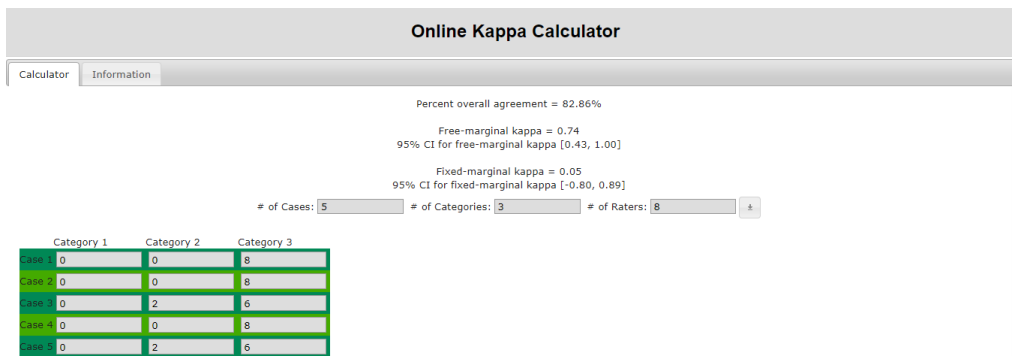 Online Kappa Calculator
Calculator Information
Percent overall agreement = 82.86%
Free-marginal kappa = 0.74
95% CI for free-marginal kappa [0.43, 1.00]
Fixed-marginal kappa = 0.05
95% CI for fixed-marginal kappa [-0.80, 0.89]
# of Cases: 5 # of Categories: 3 # of Raters: 8 ±
Category 1 Category 2 Category 3
Case 1 0 0 8
Case 2 0 0 8
Case 3 0 2 6
Case 4 0 0 8
Case 5 0 2 6